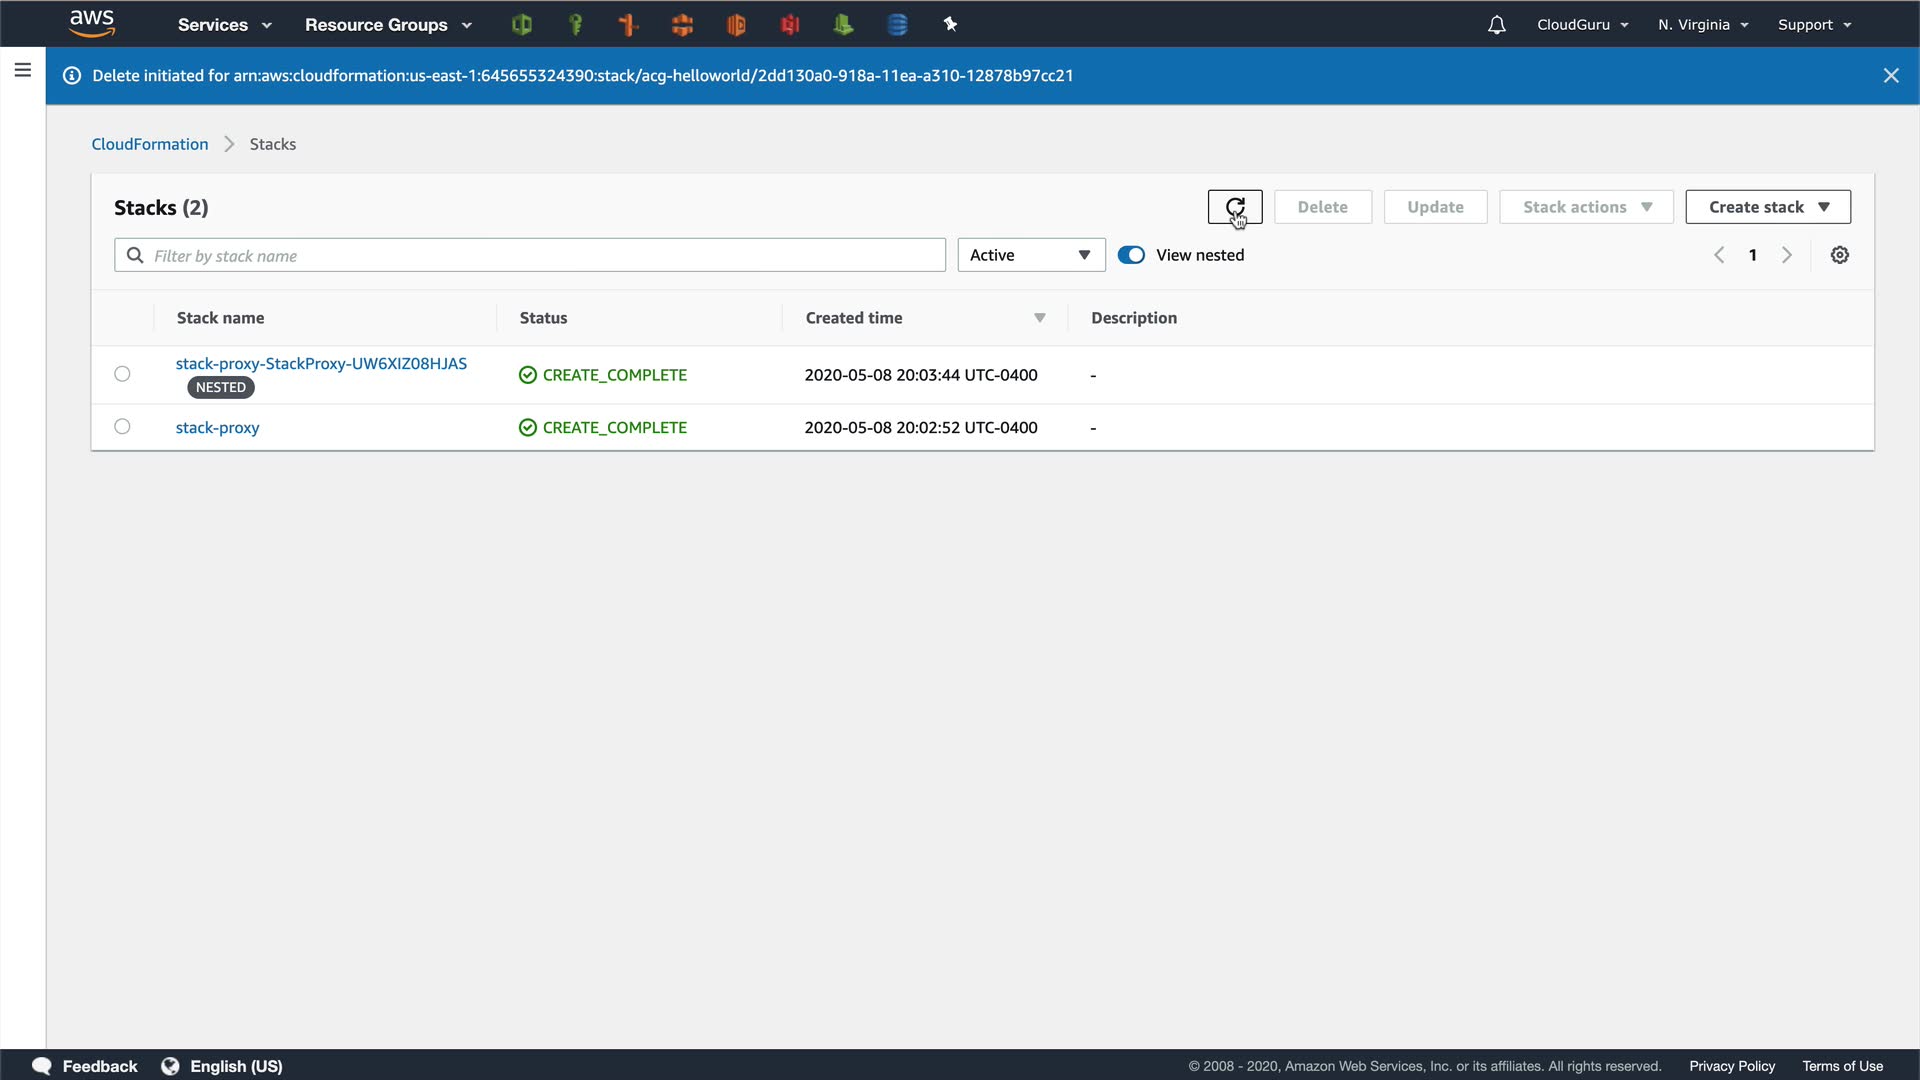 aws
Services
Resource Groups
CloudGuru
N. Virginia
Support
Delete initiated for arn:aws:cloudformation:us-east-1:645655324390:stack/acg-helloworld/2dd130a0-918a-11ea-a310-12878b97cc21
CloudFormation
Stacks
Stacks (2)
Delete
Update
Stack actions
Create stack
Filter by stack name
Active
View nested
1
Stack name
Status
Created time
Description
stack-proxy-StackProxy-UW6XIZ08HJAS
NESTED
CREATE_COMPLETE
2020-05-08 20:03:44 UTC-0400
-
stack-proxy
CREATE_COMPLETE
2020-05-08 20:02:52 UTC-0400
-
Feedback
English (US)
© 2008 - 2020, Amazon Web Services, Inc. or its affiliates. All rights reserved.
Privacy Policy
Terms of Use